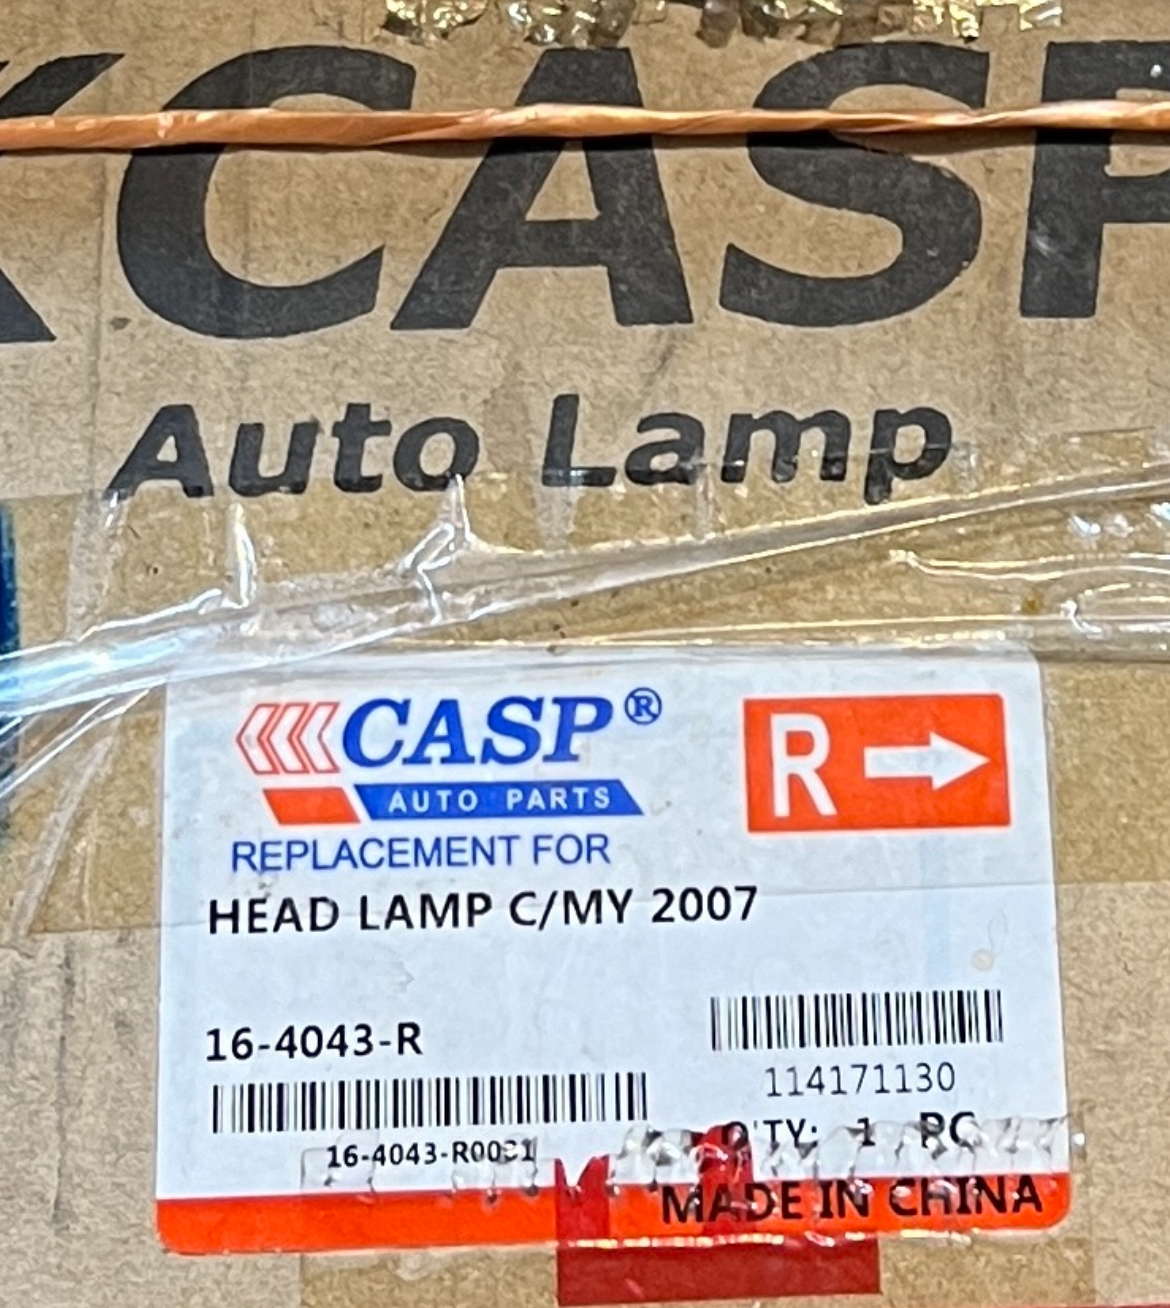 CASP
Auto Lamp
CASP®
AUTO PARTS
R
REPLACEMENT FOR
HEAD LAMP C/MY 2007
16-4043-R
114171130
Q'TY: 1 PC
MADE IN CHINA